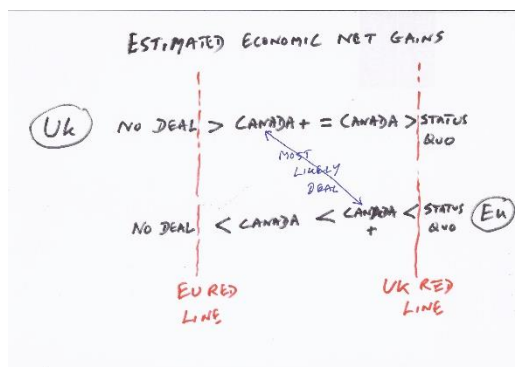 ESTIMATED ECONOMIC NET GAINS
UK NO DEAL > CANADA + = CANADA > STATUS QUO
MOST
LIKELY
DEAL
NO DEAL < CANADA < CANADA + < STATUS QUO EU
EU RED
LINE
UK RED
LINE